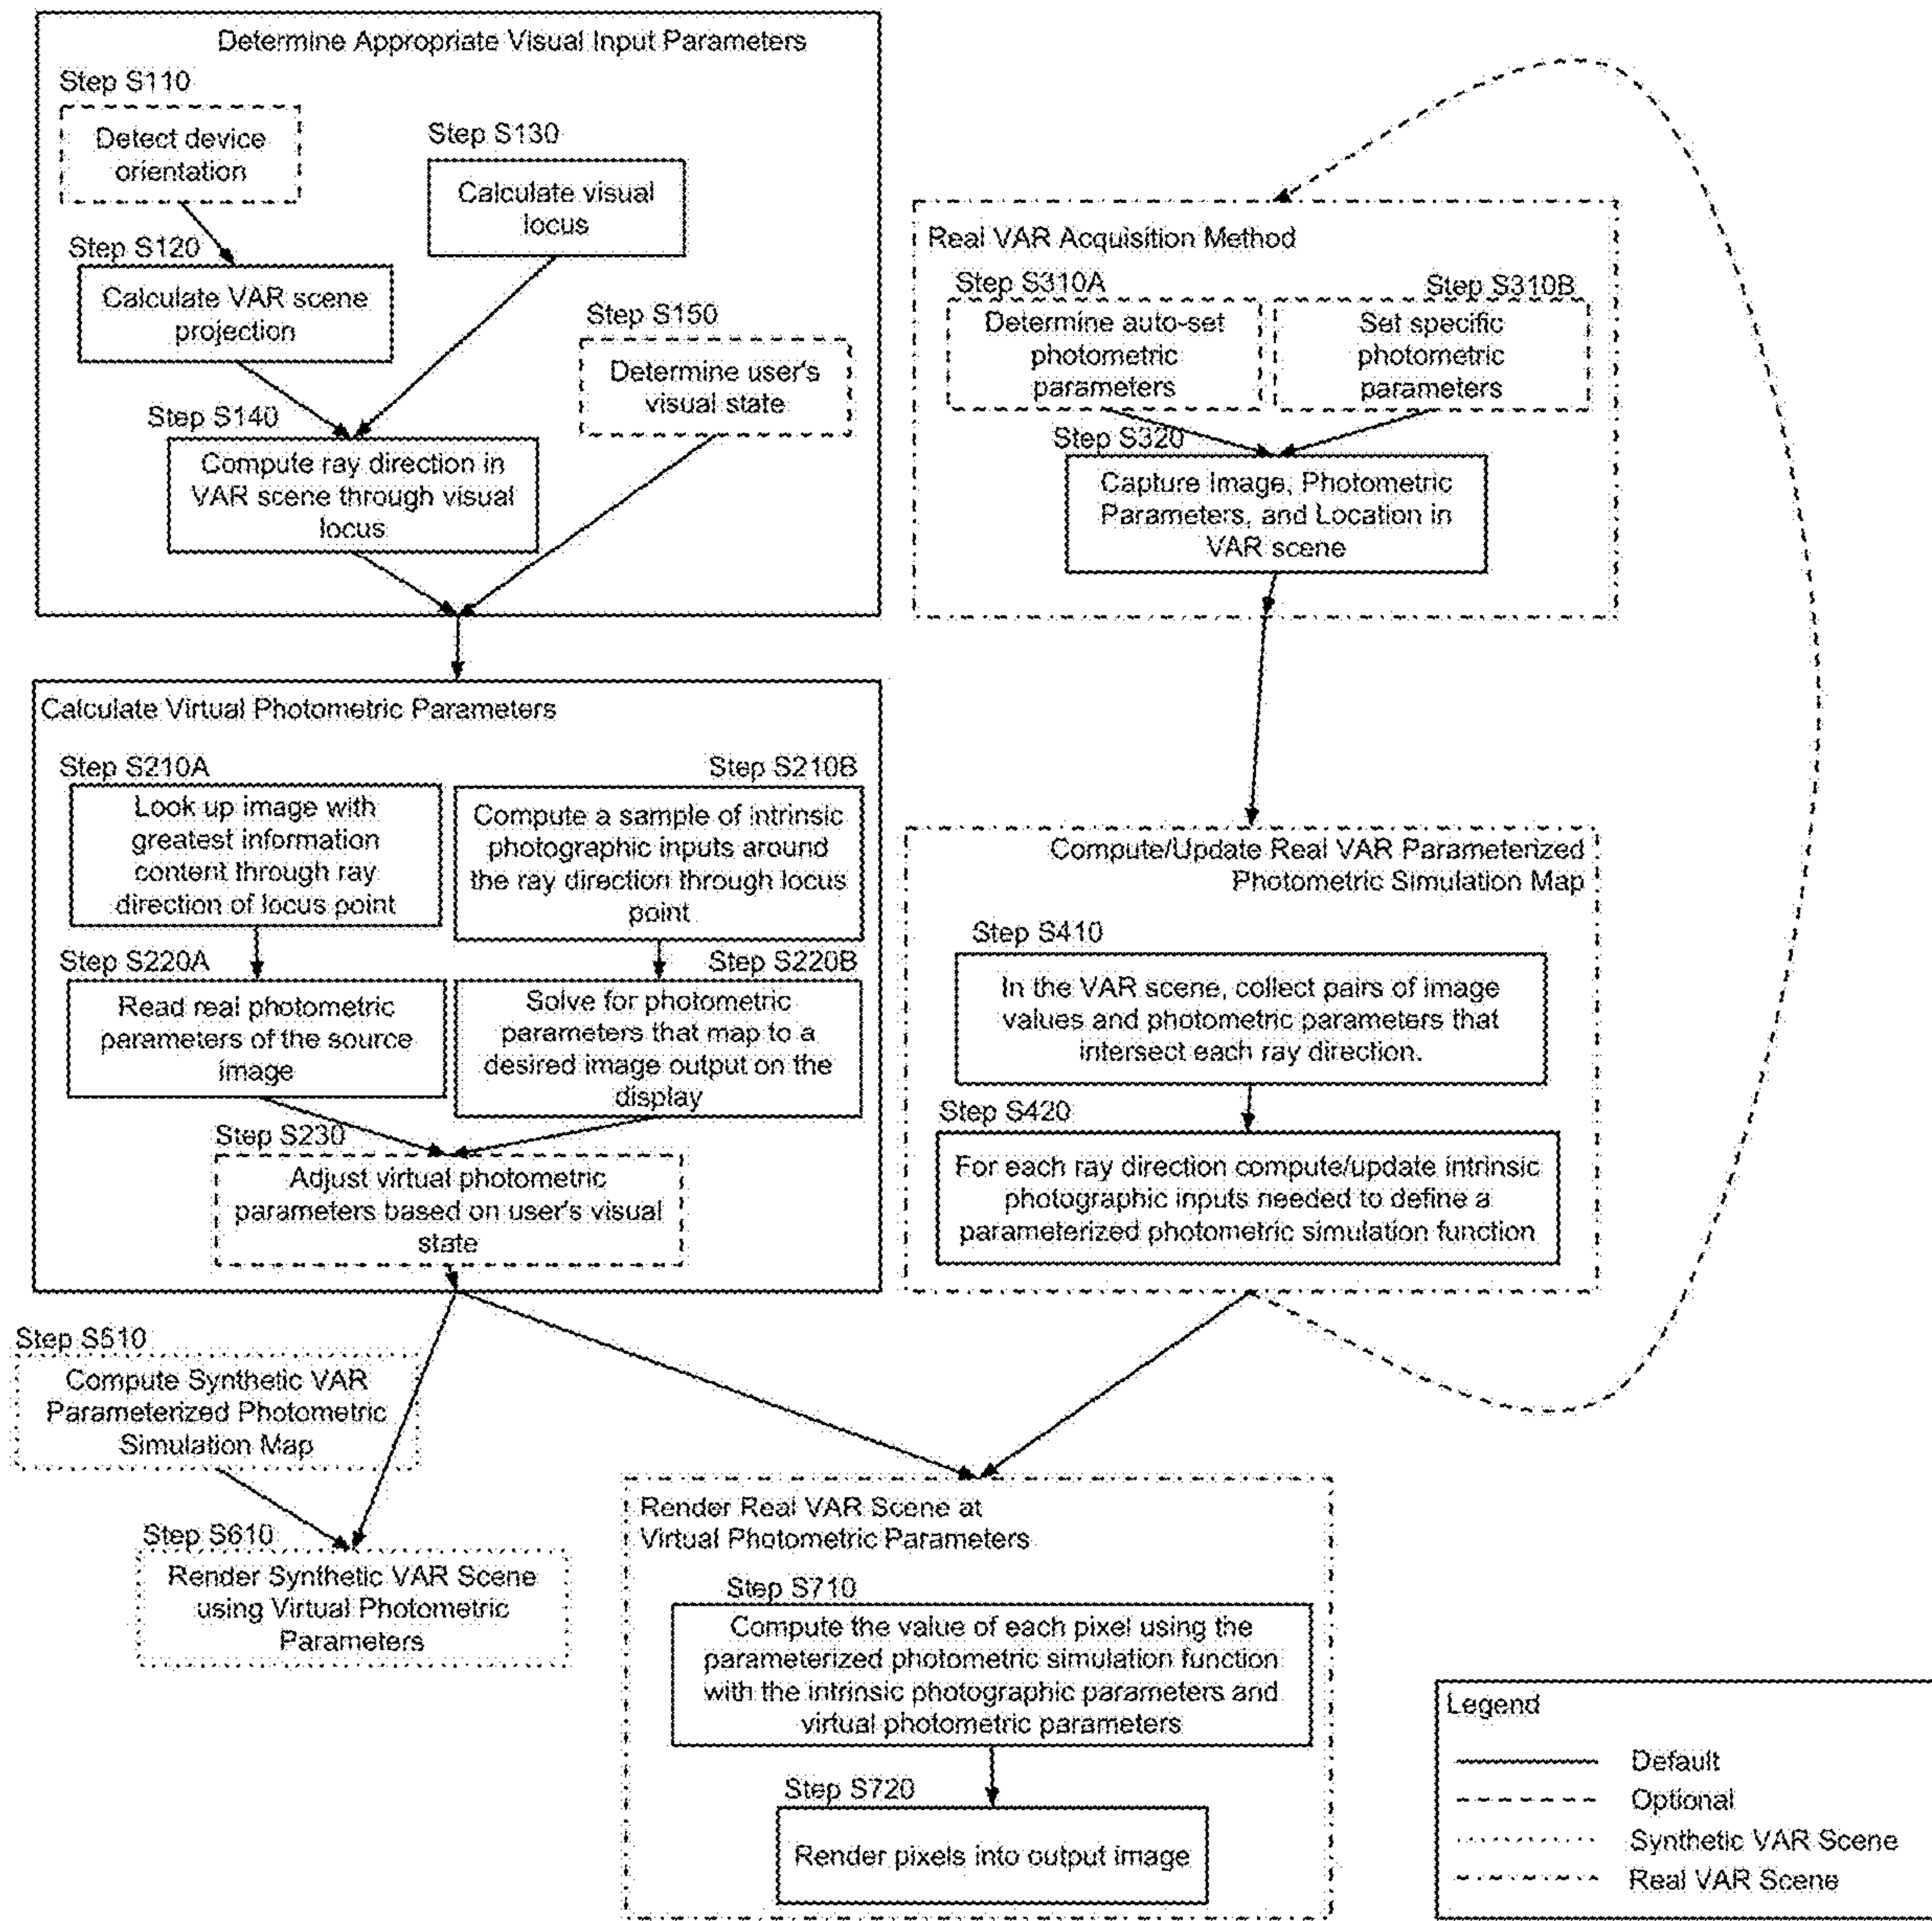 Determine Appropriate Visual Input Parameters
Step S110
Detect device
orientation
Step S130
Calculate visual
locus
Step S120
Calculate VAR scene
projection
Step S150
Determine user's
visual state
Step S140
Compute ray direction in
VAR scene through visual
locus
Real VAR Acquisition Method
Step S310A
Determine auto-set
photometric
parameters
Step S310B
Set specific
photometric
parameters
Step S320
Capture Image, Photometric
Parameters, and Location in
VAR scene
Calculate Virtual Photometric Parameters
Step S210A
Look up image with
greatest information
content through ray
direction of locus point
Step S210B
Compute a sample of intrinsic
photographic inputs around
the ray direction through locus
point
Step S220A
Read real photometric
parameters of the source
image
Step S220B
Solve for photometric
parameters that map to a
desired image output on the
display
Step S230
Adjust virtual photometric
parameters based on user's visual
state
Compute/Update Real VAR Parameterized
Photometric Simulation Map
Step S410
In the VAR scene, collect pairs of image
values and photometric parameters that
intersect each ray direction.
Step S420
For each ray direction compute/update intrinsic
photographic inputs needed to define a
parameterized photometric simulation function
Step S510
Compute Synthetic VAR
Parameterized Photometric
Simulation Map
Step S610
Render Synthetic VAR Scene
using Virtual Photometric
Parameters
Render Real VAR Scene at
Virtual Photometric Parameters
Step S710
Compute the value of each pixel using the
parameterized photometric simulation function
with the intrinsic photographic parameters and
virtual photometric parameters
Step S720
Render pixels into output image
Legend
Default
Optional
Synthetic VAR Scene
Real VAR Scene